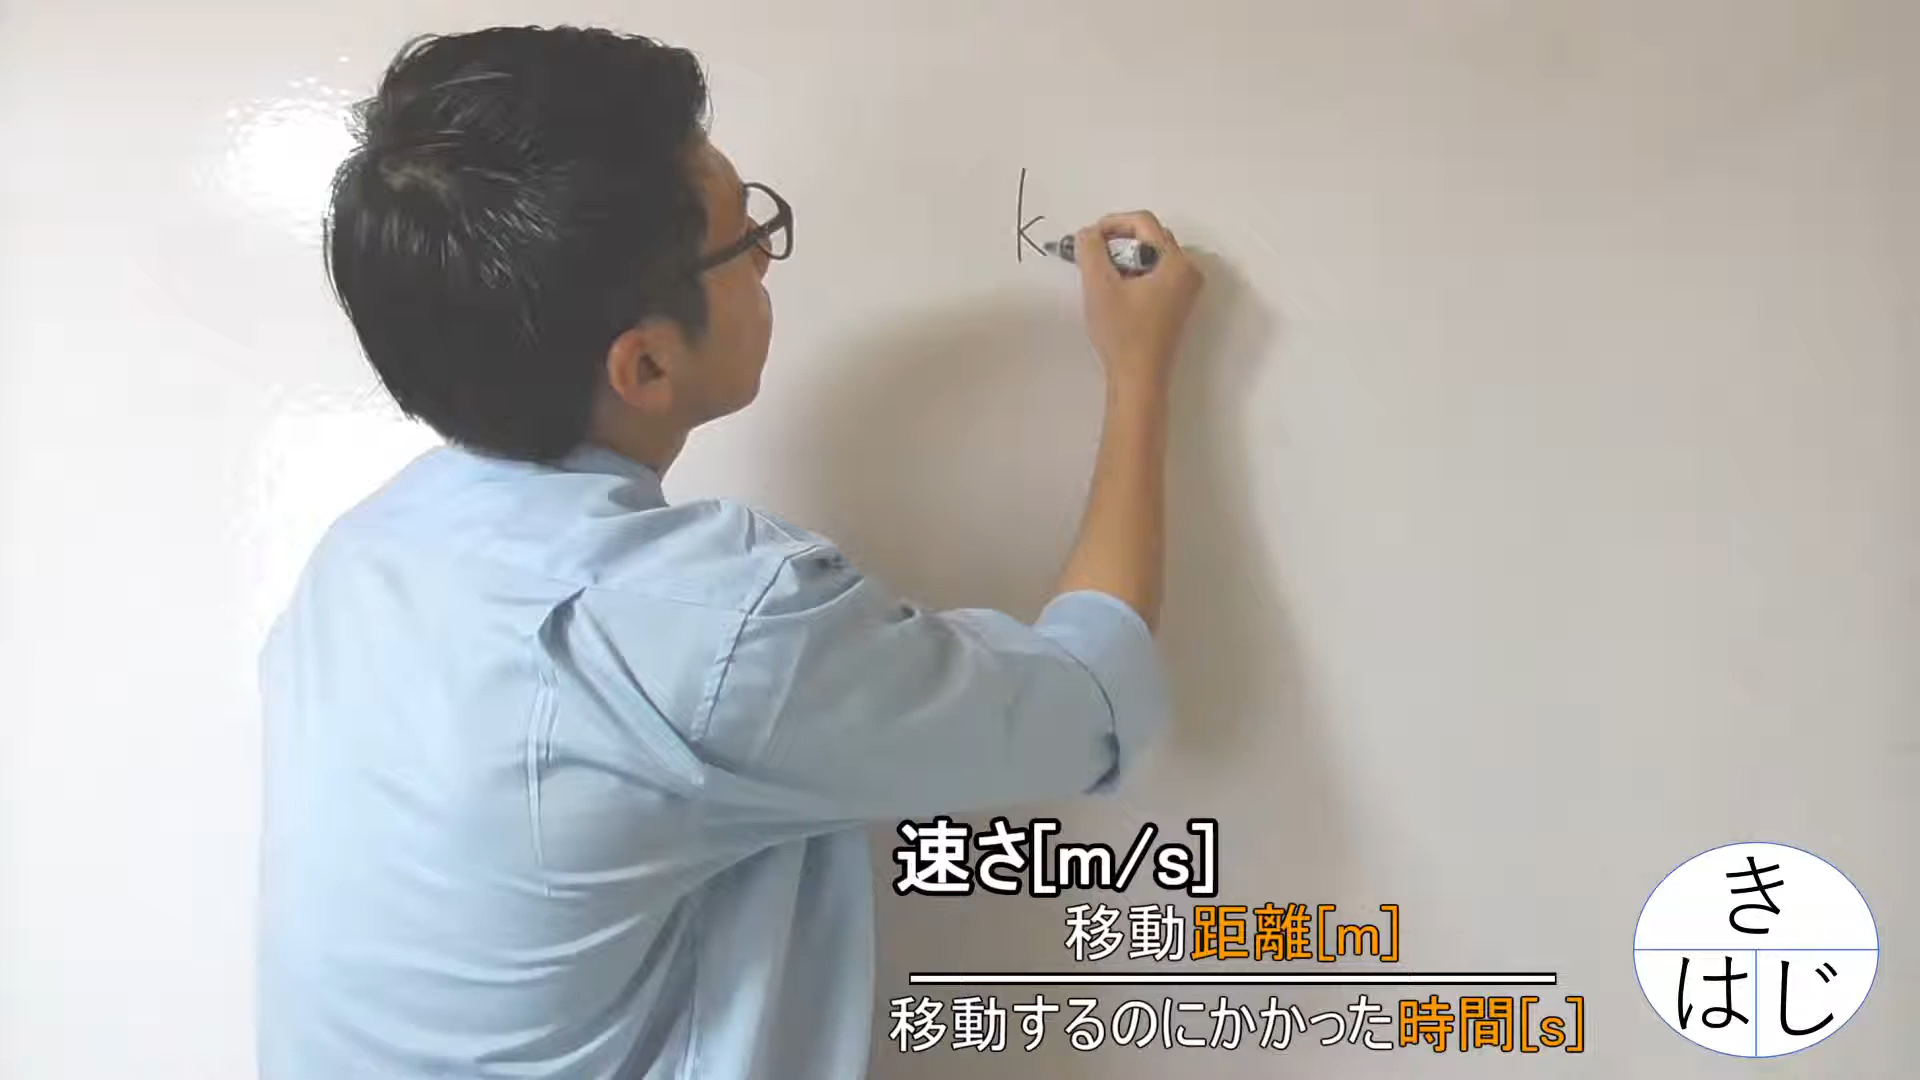 k
速さ[m/s]
移動距離[m]
移動するのにかかった時間[s]
き
は じ